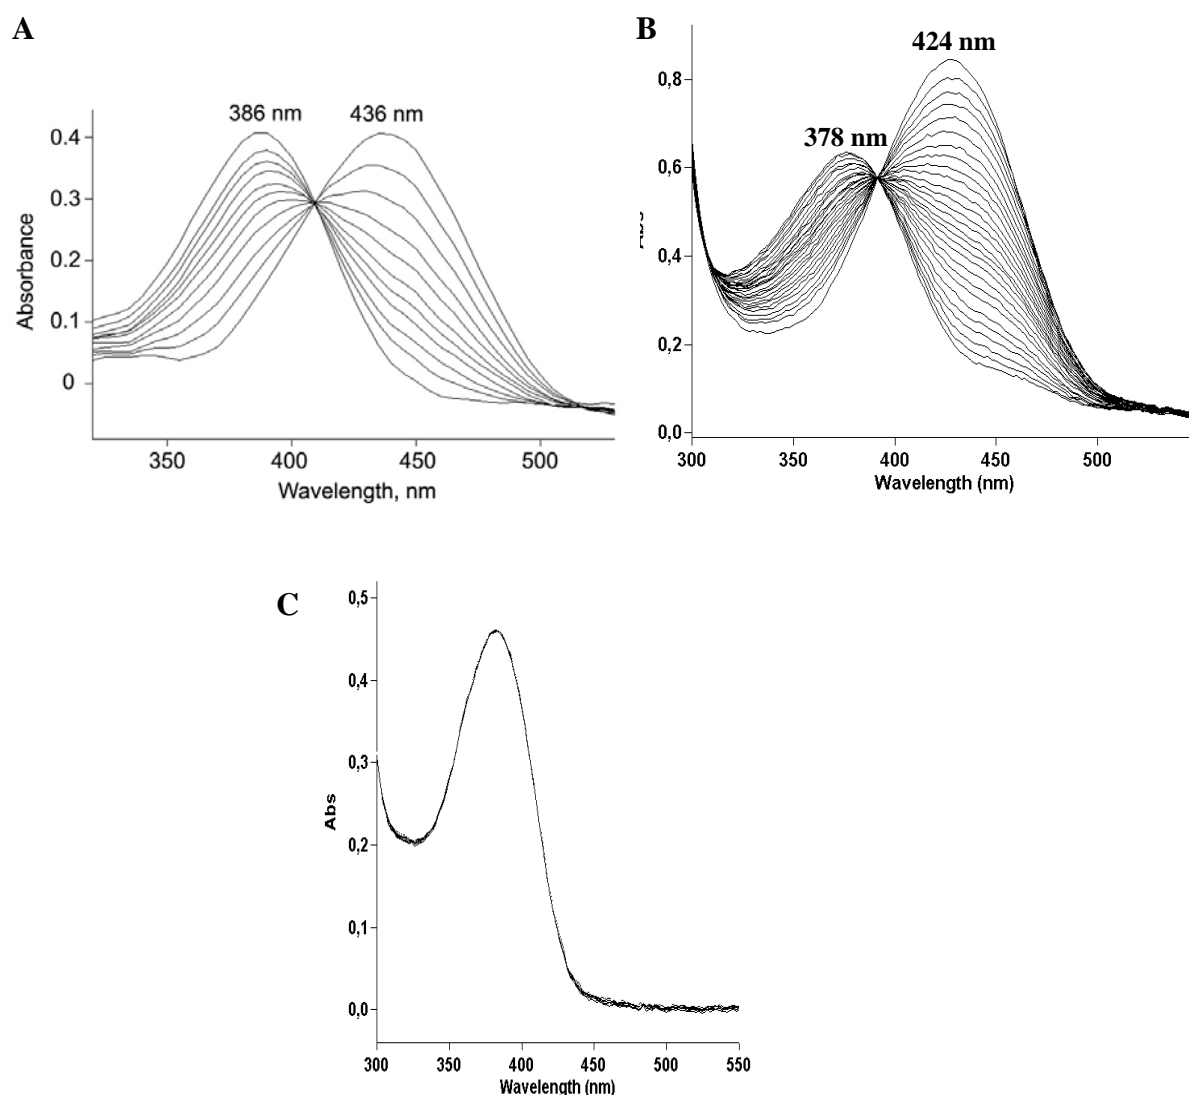 A
386 nm 436 nm
0.4
0.3
0.2
0.1
0
Absorbance
350 400 450 500
Wavelength, nm
B
424 nm
378 nm
0,8
0,6
0,4
0,2
0,0
300 350 400 450 500
Wavelength (nm)
C
0,5
0,4
0,3
0,2
0,1
0,0
Abs
300 350 400 450 500 550
Wavelength (nm)